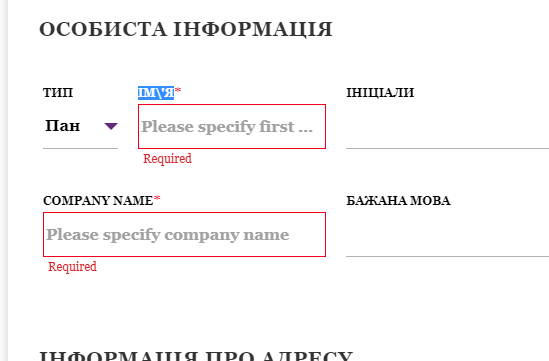 ОСОБИСТА ІНФОРМАЦІЯ
ТИП
ІМ\'Я*
ІНІЦІАЛИ
Пан
Please specify first ...
Required
COMPANY NAME*
БАЖАНА МОВА
Please specify company name
Required
ІНФОРМАЦІЯ ПРО АДРЕСУ